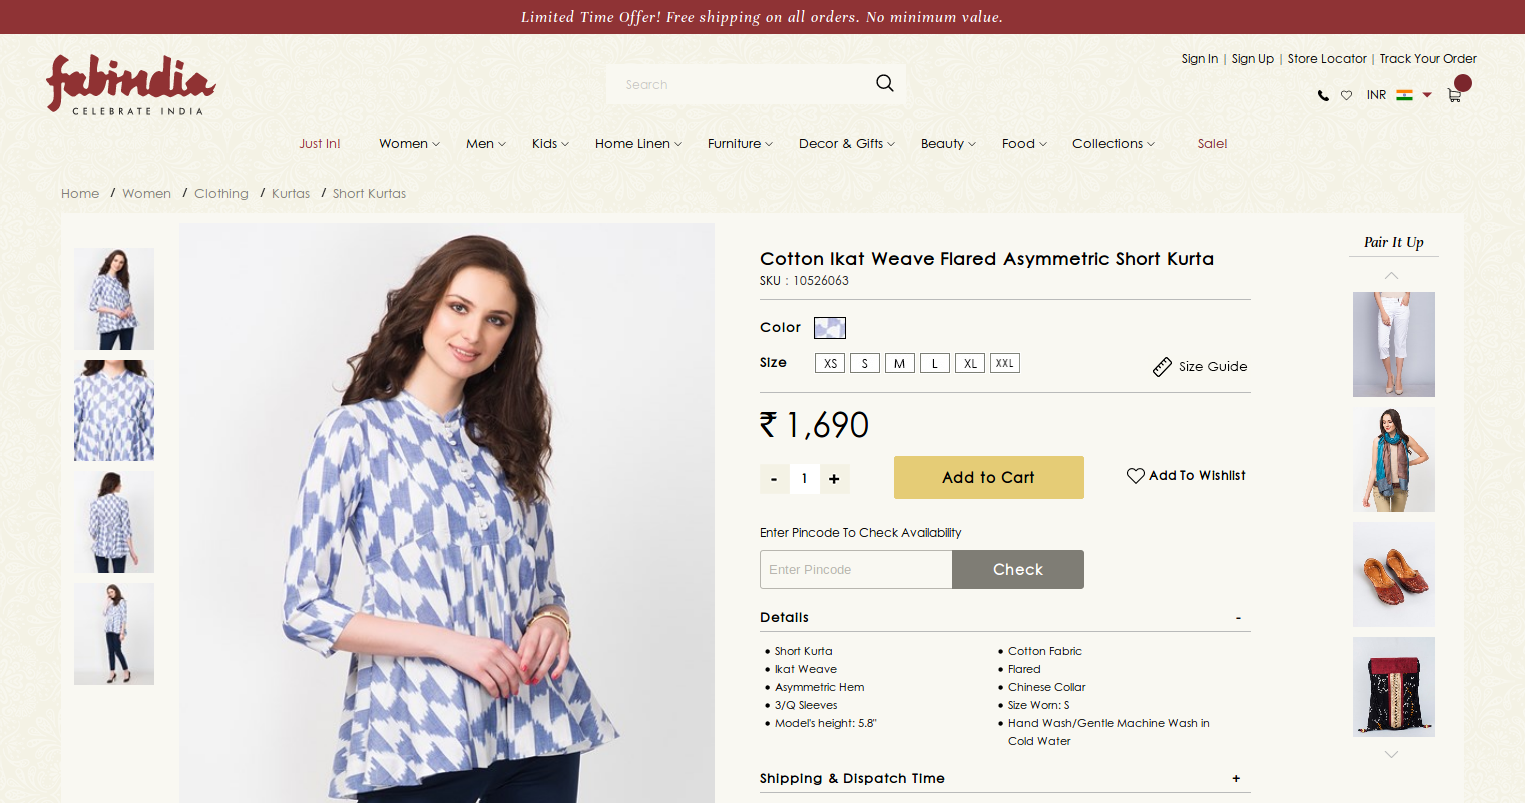 Limited Time Offer! Free shipping on all orders. No minimum value.
fabindia
CELEBRATE INDIA
Search
Sign In | Sign Up | Store Locator | Track Your Order
INR
Just In! Women Men Kids Home Linen Furniture Decor & Gifts Beauty Food Collections Sale!
Home / Women / Clothing / Kurtas / Short Kurtas
Cotton Ikat Weave Flared Asymmetric Short Kurta
SKU : 10526063
Color
Size XS S M L XL XXL
Size Guide
₹ 1,690
- 1 +
Add to Cart
Add To Wishlist
Enter Pincode To Check Availability
Enter Pincode
Check
Details -
• Short Kurta
• Ikat Weave
• Asymmetric Hem
• 3/Q Sleeves
• Model's height: 5.8"
• Cotton Fabric
• Flared
• Chinese Collar
• Size Worn: S
• Hand Wash/Gentle Machine Wash in
Cold Water
Shipping & Dispatch Time +
Pair It Up